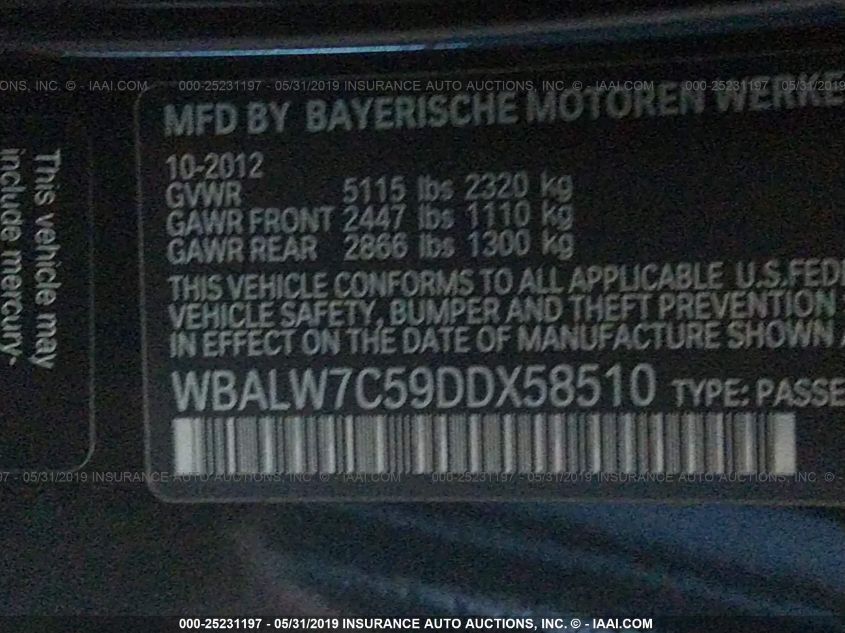 000-25231197 - 05/31/2019 INSURANCE AUTO AUCTIONS, INC. - IAAI.COM
MFD BY BAYERISCHE MOTOREN WERKE
10-2012
GVWR 5115 lbs 2320 kg
GAWR FRONT 2447 lbs 1110 kg
GAWR REAR 2866 lbs 1300 kg
THIS VEHICLE CONFORMS TO ALL APPLICABLE U.S.FEDE
VEHICLE SAFETY, BUMPER AND THEFT PREVENTION
IN EFFECT ON THE DATE OF MANUFACTURE SHOWN
WBALW7C59DDX58510 TYPE: PASSE
This vehicle may
include mercury-
000-25231197 - 05/31/2019 INSURANCE AUTO AUCTIONS, INC. - IAAI.COM
000-25231197 - 05/31/2019 INSURANCE AUTO AUCTIONS, INC. - IAAI.COM